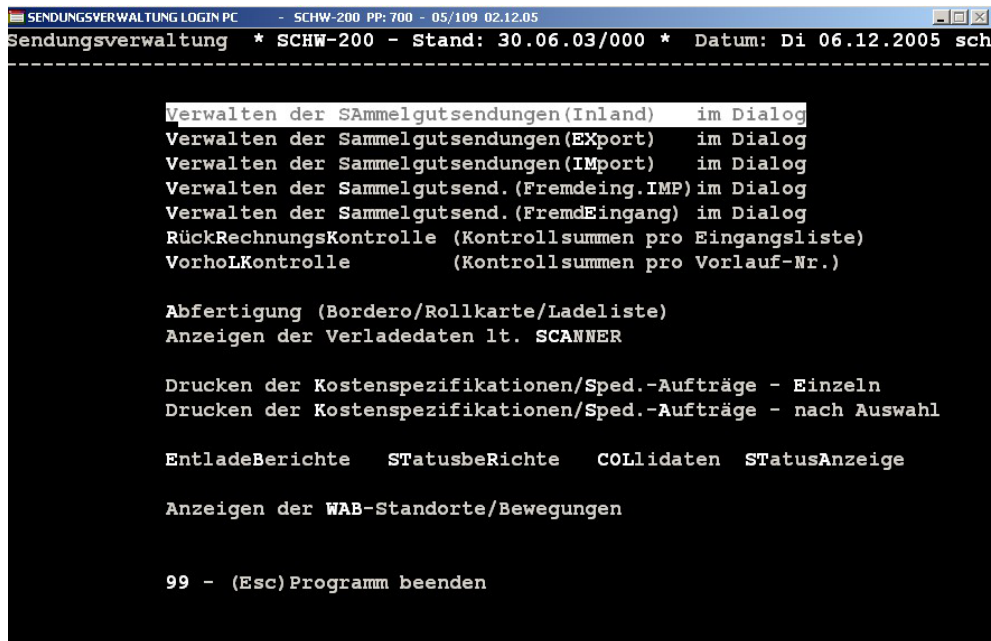 SENDUNGSVERWALTUNG LOGIN PC - SCHW-200 PP: 700 - 05/109 02.12.05
Sendungsverwaltung * SCHW-200 - Stand: 30.06.03/000 * Datum: Di 06.12.2005 sch
--------------------------------------------------------------------------------
Verwalten der SAmmelgutsendungen(Inland) im Dialog
Verwalten der Sammelgutsendungen(EXport) im Dialog
Verwalten der Sammelgutsendungen(IMport) im Dialog
Verwalten der Sammelgutsend.(Fremdeing.IMP) im Dialog
Verwalten der Sammelgutsend.(FremdEingang) im Dialog
RückRechnungsKontrolle (Kontrollsummen pro Eingangsliste)
VorhoLKontrolle (Kontrollsummen pro Vorlauf-Nr.)
Abfertigung (Bordero/Rollkarte/Ladeliste)
Anzeigen der Verladedaten lt. SCANNER
Drucken der Kostenspezifikationen/Sped.-Aufträge - Einzeln
Drucken der Kostenspezifikationen/Sped.-Aufträge - nach Auswahl
EntladeBerichte STatusbeRichte COLlidaten STatusAnzeige
Anzeigen der WAB-Standorte/Bewegungen
99 - (Esc)Programm beenden